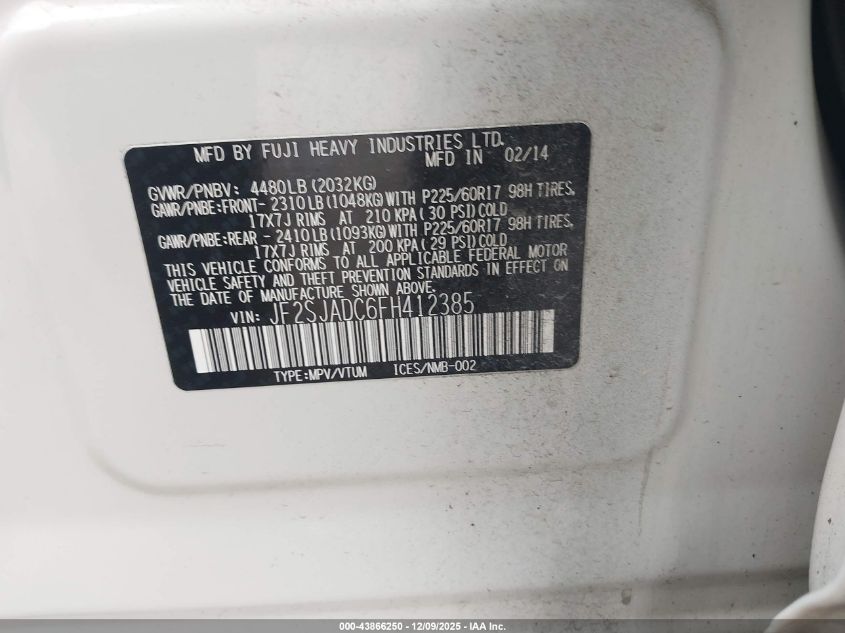 MFD BY FUJI HEAVY INDUSTRIES LTD.
MFD IN 02/14
GVWR/PNBV: 4480LB(2032KG)
GAWR/PNBE:FRONT- 2310LB(1048KG)WITH P225/60R17 98H TIRES,
17X7J RIMS AT 210 KPA(30 PSI)COLD
GAWR/PNBE:REAR - 2410LB(1093KG)WITH P225/60R17 98H TIRES,
17X7J RIMS AT 200 KPA(29 PSI)COLD
THIS VEHICLE CONFORMS TO ALL APPLICABLE FEDERAL MOTOR
VEHICLE SAFETY AND THEFT PREVENTION STANDARDS IN EFFECT ON
THE DATE OF MANUFACTURE SHOWN ABOVE.
VIN: JF2SJADC6FH412385
TYPE:MPV/VTUM ICES/NMB-002
000-43866250 - 12/09/2025 - IAA Inc.